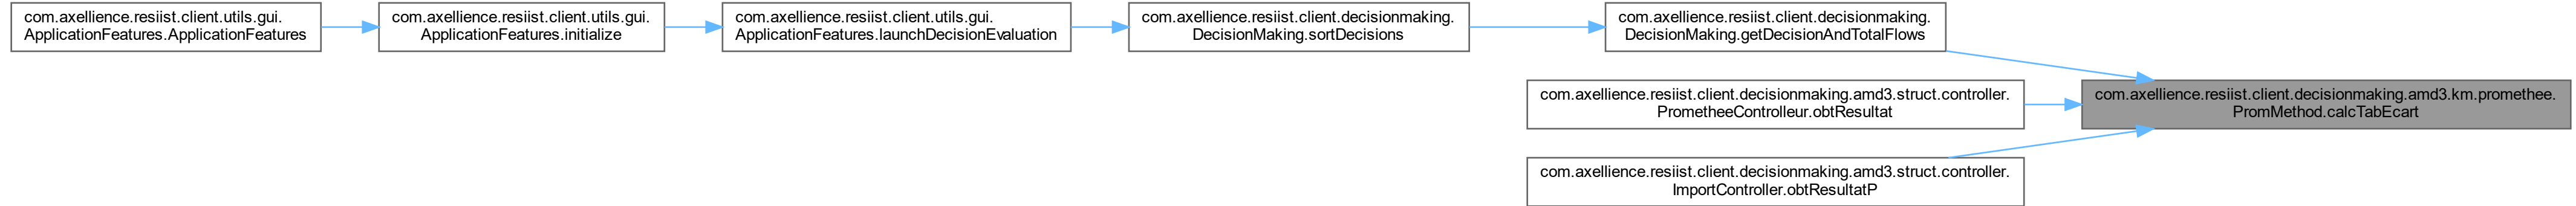 com.axellience.resiist.client.utils.gui.
ApplicationFeatures.ApplicationFeatures
com.axellience.resiist.client.utils.gui.
ApplicationFeatures.initialize
com.axellience.resiist.client.utils.gui.
ApplicationFeatures.launchDecisionEvaluation
com.axellience.resiist.client.decisionmaking.
DecisionMaking.sortDecisions
com.axellience.resiist.client.decisionmaking.
DecisionMaking.getDecisionAndTotalFlows
com.axellience.resiist.client.decisionmaking.amd3.struct.controller.
PrometheeControlleur.obtResultat
com.axellience.resiist.client.decisionmaking.amd3.struct.controller.
ImportController.obtResultatP
com.axellience.resiist.client.decisionmaking.amd3.km.promethee.
PromMethod.calcTabEcart